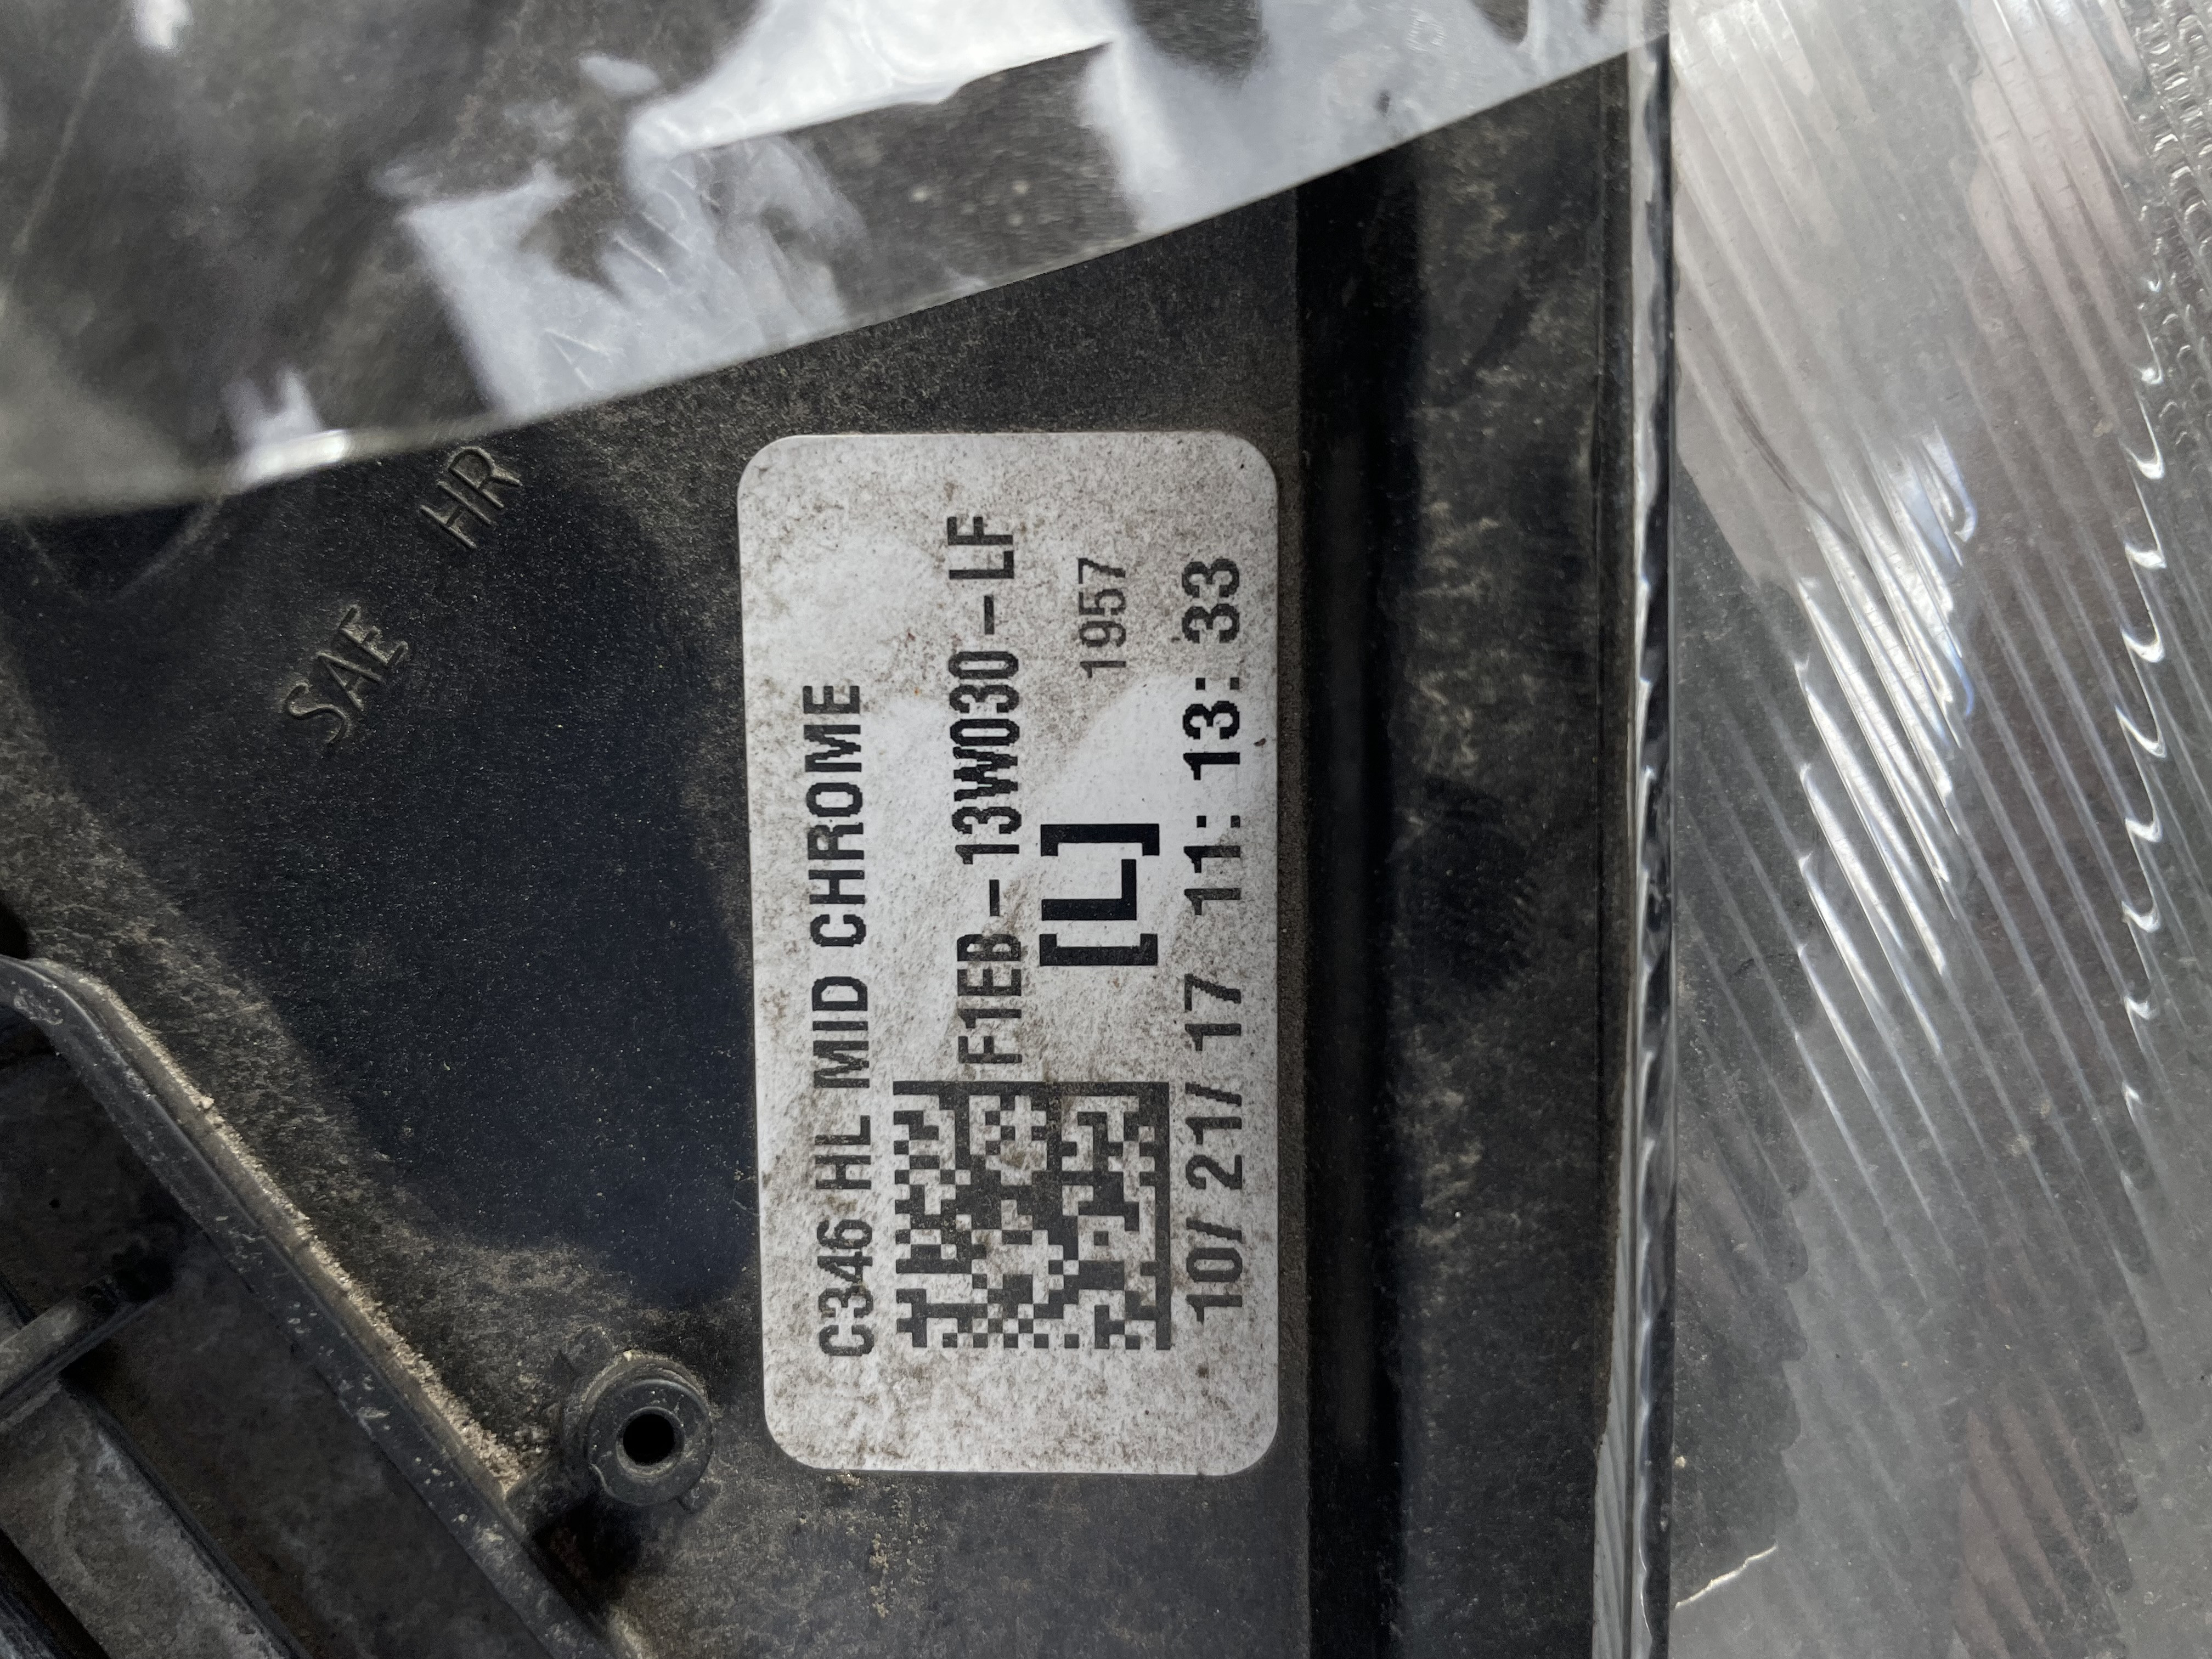 SAE HR
C346 HL MID CHROME
F1EB-13W030-LF
[L] 1957
10/21/17 11:13:33